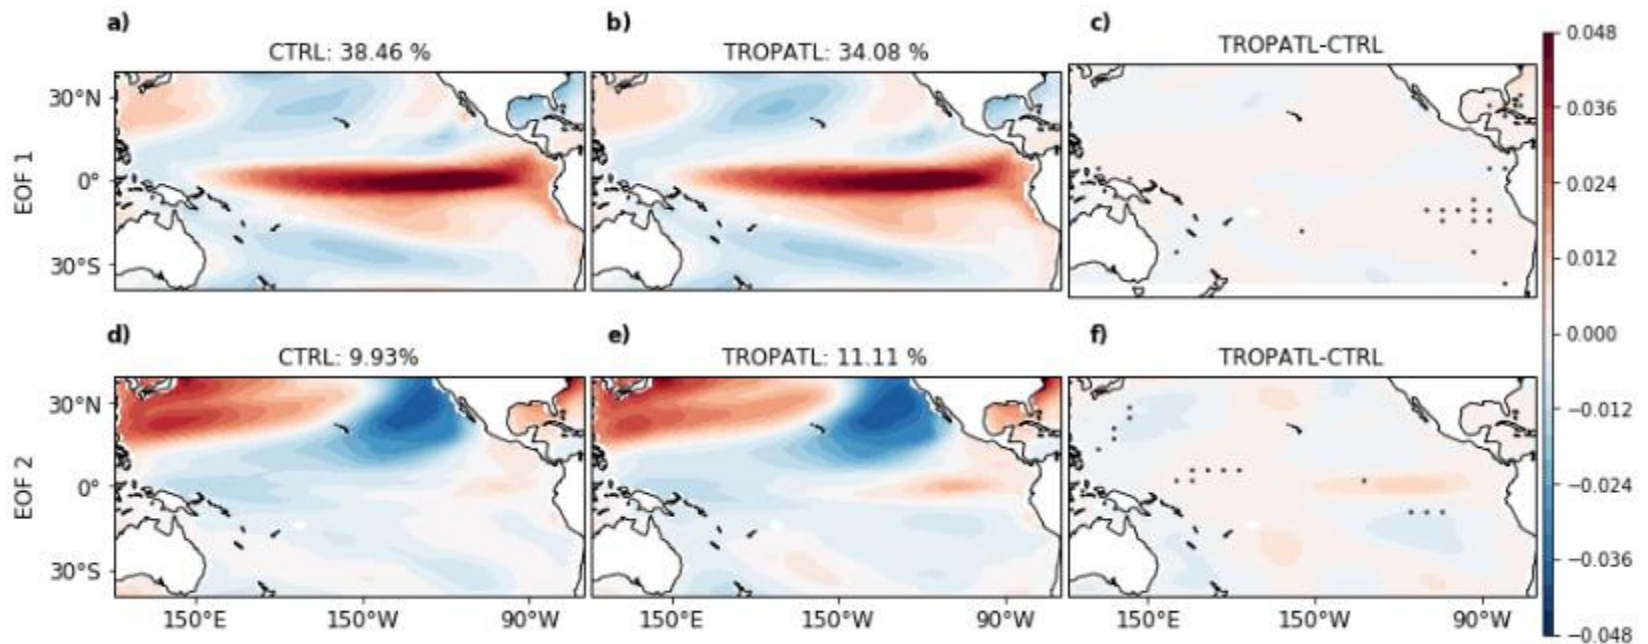 a) b) c)
CTRL: 38.46 % TROPATL: 34.08 % TROPATL-CTRL
0.048
30°N
0.036
EOF 1
0°
0.024
30°S
0.012
0.000
d) e) f)
CTRL: 9.93% TROPATL: 11.11 % TROPATL-CTRL
30°N
−0.012
EOF 2
0°
−0.024
30°S
−0.036
150°E 150°W 90°W 150°E 150°W 90°W 150°E 150°W 90°W
−0.048